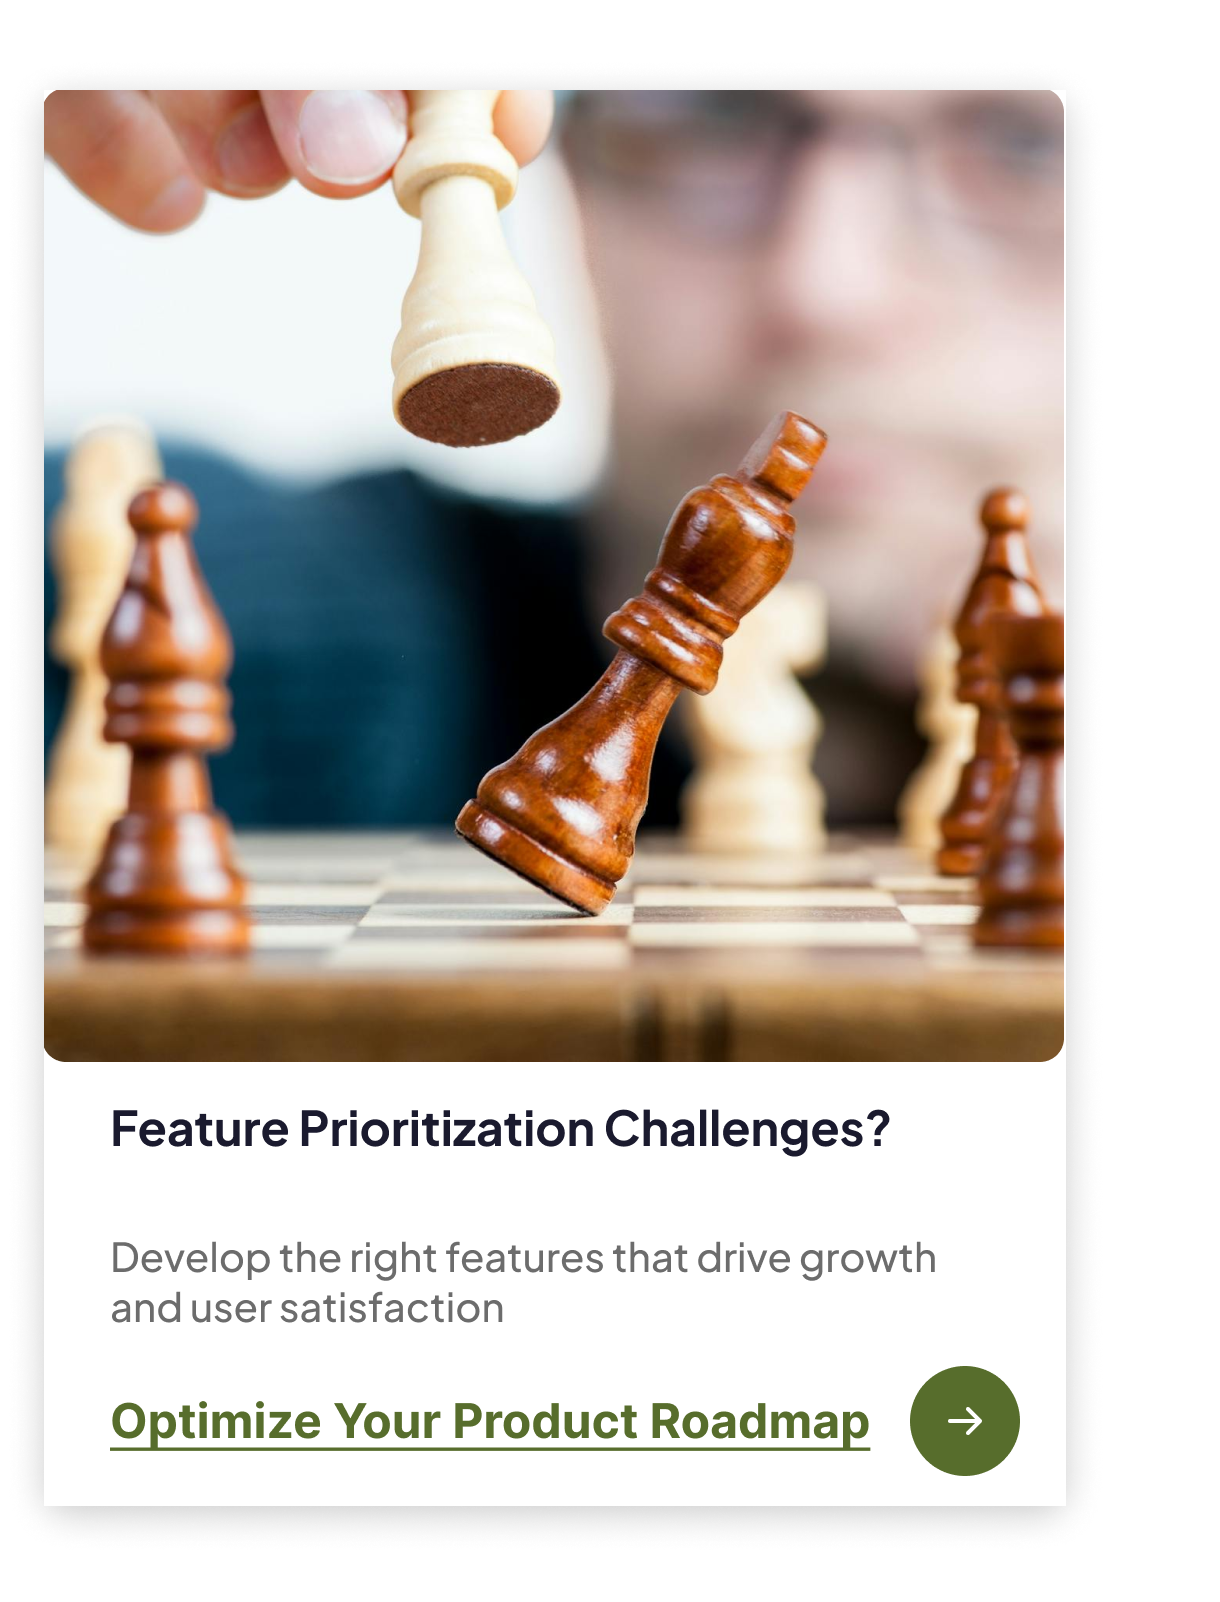 Feature Prioritization Challenges?
Develop the right features that drive growth
and user satisfaction
Optimize Your Product Roadmap